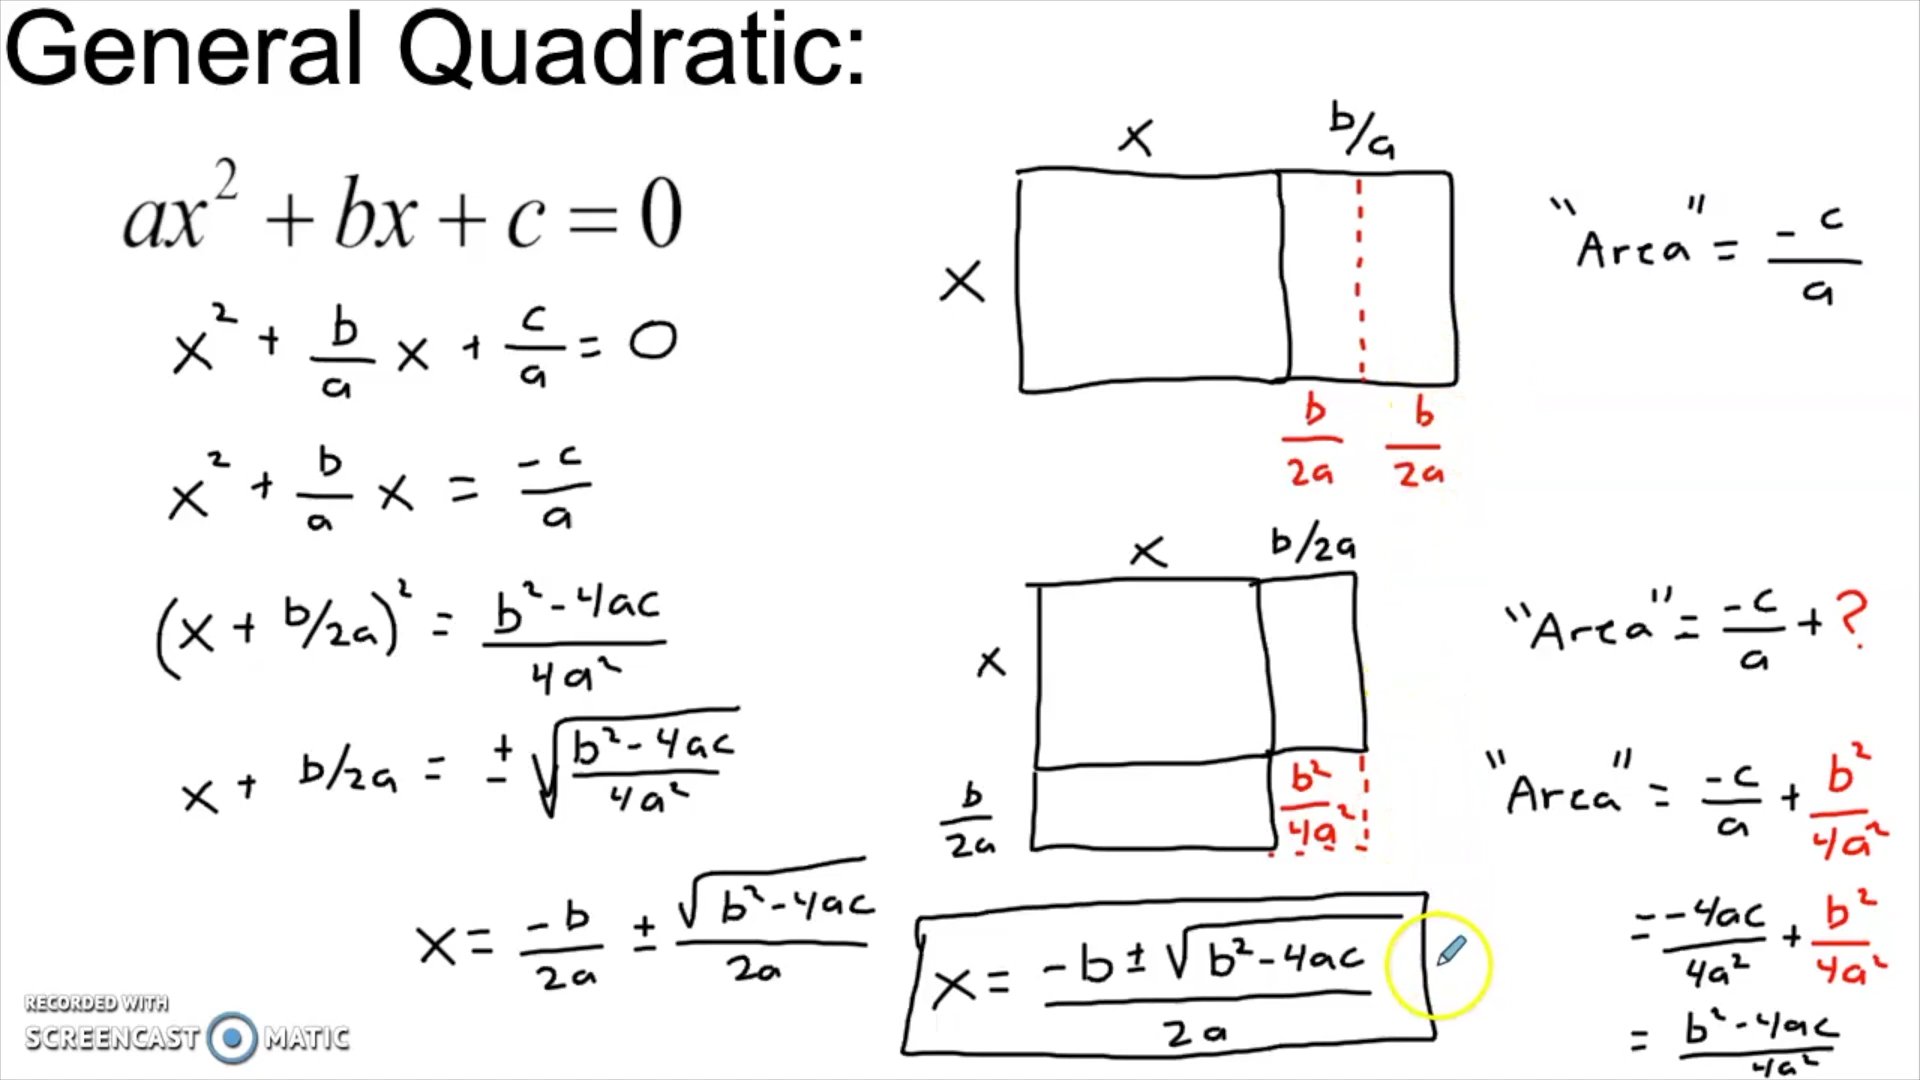 General Quadratic:
ax² + bx + c = 0
x² + b/a x + c/a = 0
x² + b/a x = -c/a
(x + b/2a)² = b²-4ac/4a²
x + b/2a = ± √b²-4ac/4a²
x = -b/2a ± √b²-4ac/2a
x b/a
x
b/2a b/2a
"Area" = -c/a
x b/2a
x
b/2a b²/4a²
"Area" = -c/a + ?
"Area" = -c/a + b²/4a²
= -4ac/4a² + b²/4a²
= b²-4ac/4a²
x = -b ± √b²-4ac/2a
RECORDED WITH
SCREENCAST MATIC